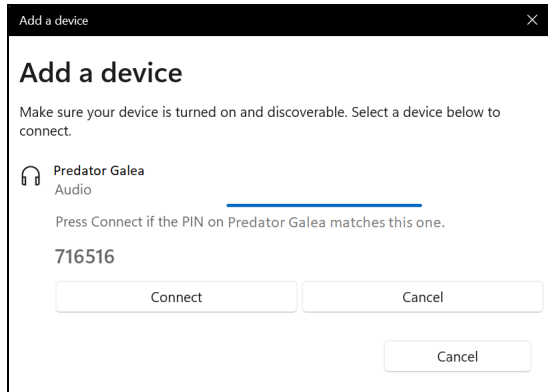 Add a device
Add a device
Make sure your device is turned on and discoverable. Select a device below to
connect.
Predator Galea
Audio
Press Connect if the PIN on Predator Galea matches this one.
716516
Connect
Cancel
Cancel